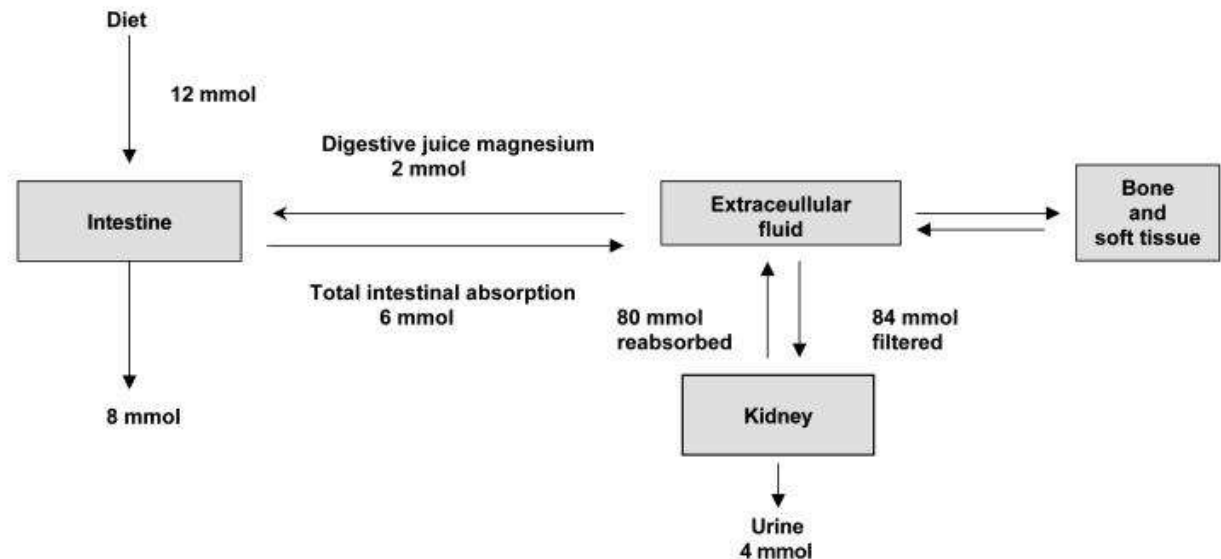 Diet
12 mmol
Digestive juice magnesium
2 mmol
Intestine
Extraceullular
fluid
Bone
and
soft tissue
Total intestinal absorption
6 mmol
80 mmol
reabsorbed
84 mmol
filtered
8 mmol
Kidney
Urine
4 mmol